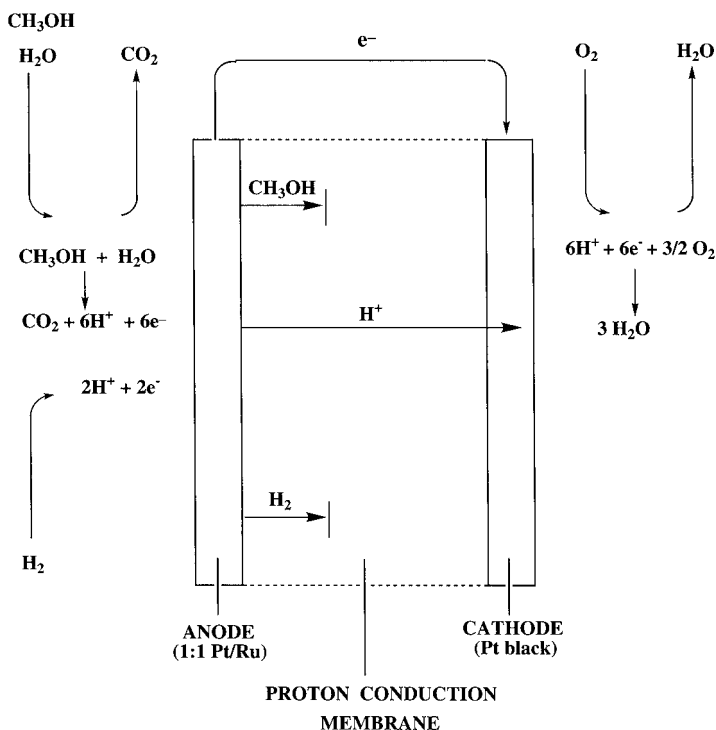 CH₃OH
H₂O
CO₂
e⁻
O₂
H₂O
CH₃OH
CH₃OH + H₂O
6H⁺ + 6e⁻ + 3/2 O₂
CO₂ + 6H⁺ + 6e⁻
H⁺
3 H₂O
2H⁺ + 2e⁻
H₂
H₂
ANODE
(1:1 Pt/Ru)
CATHODE
(Pt black)
PROTON CONDUCTION
MEMBRANE